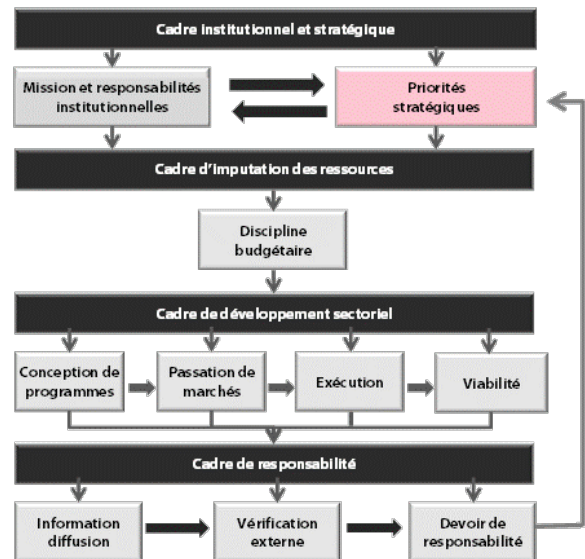 Cadre institutionnel et stratégique
Mission et responsabilités
institutionnelles
Priorités
stratégiques
Cadre d'imputation des ressources
Discipline
budgétaire
Cadre de développement sectoriel
Conception de
programmes
Passation de
marchés
Exécution
Viabilité
Cadre de responsabilité
Information
diffusion
Vérification
externe
Devoir de
responsabilité